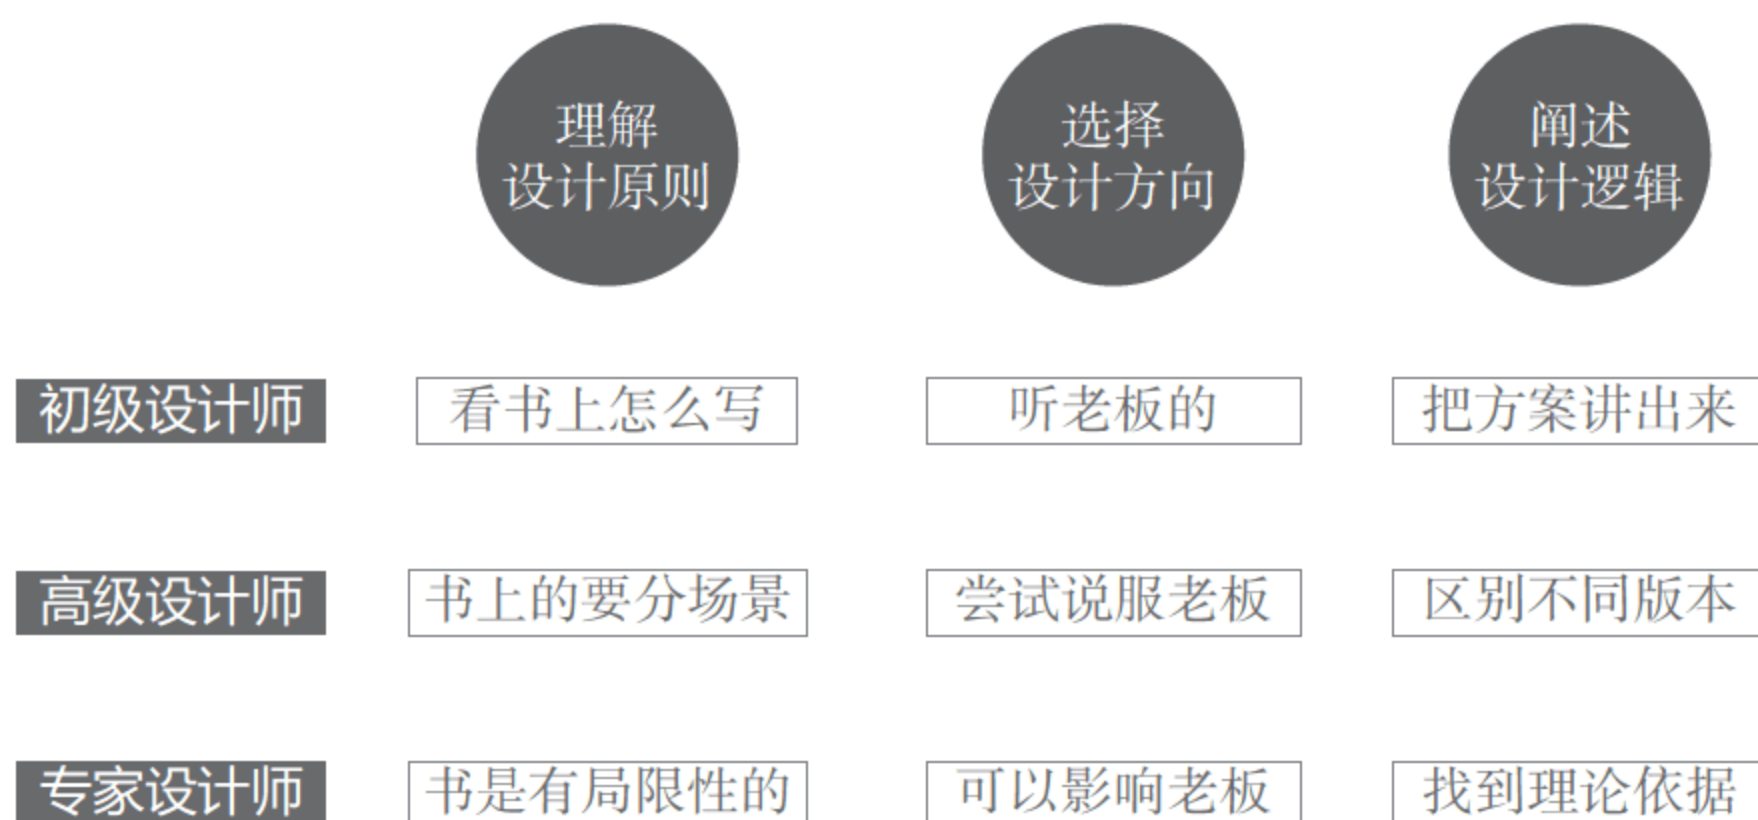 理解
设计原则
选择
设计方向
阐述
设计逻辑
初级设计师
看书上怎么写
听老板的
把方案讲出来
高级设计师
书上的要分场景
尝试说服老板
区别不同版本
专家设计师
书是有局限性的
可以影响老板
找到理论依据